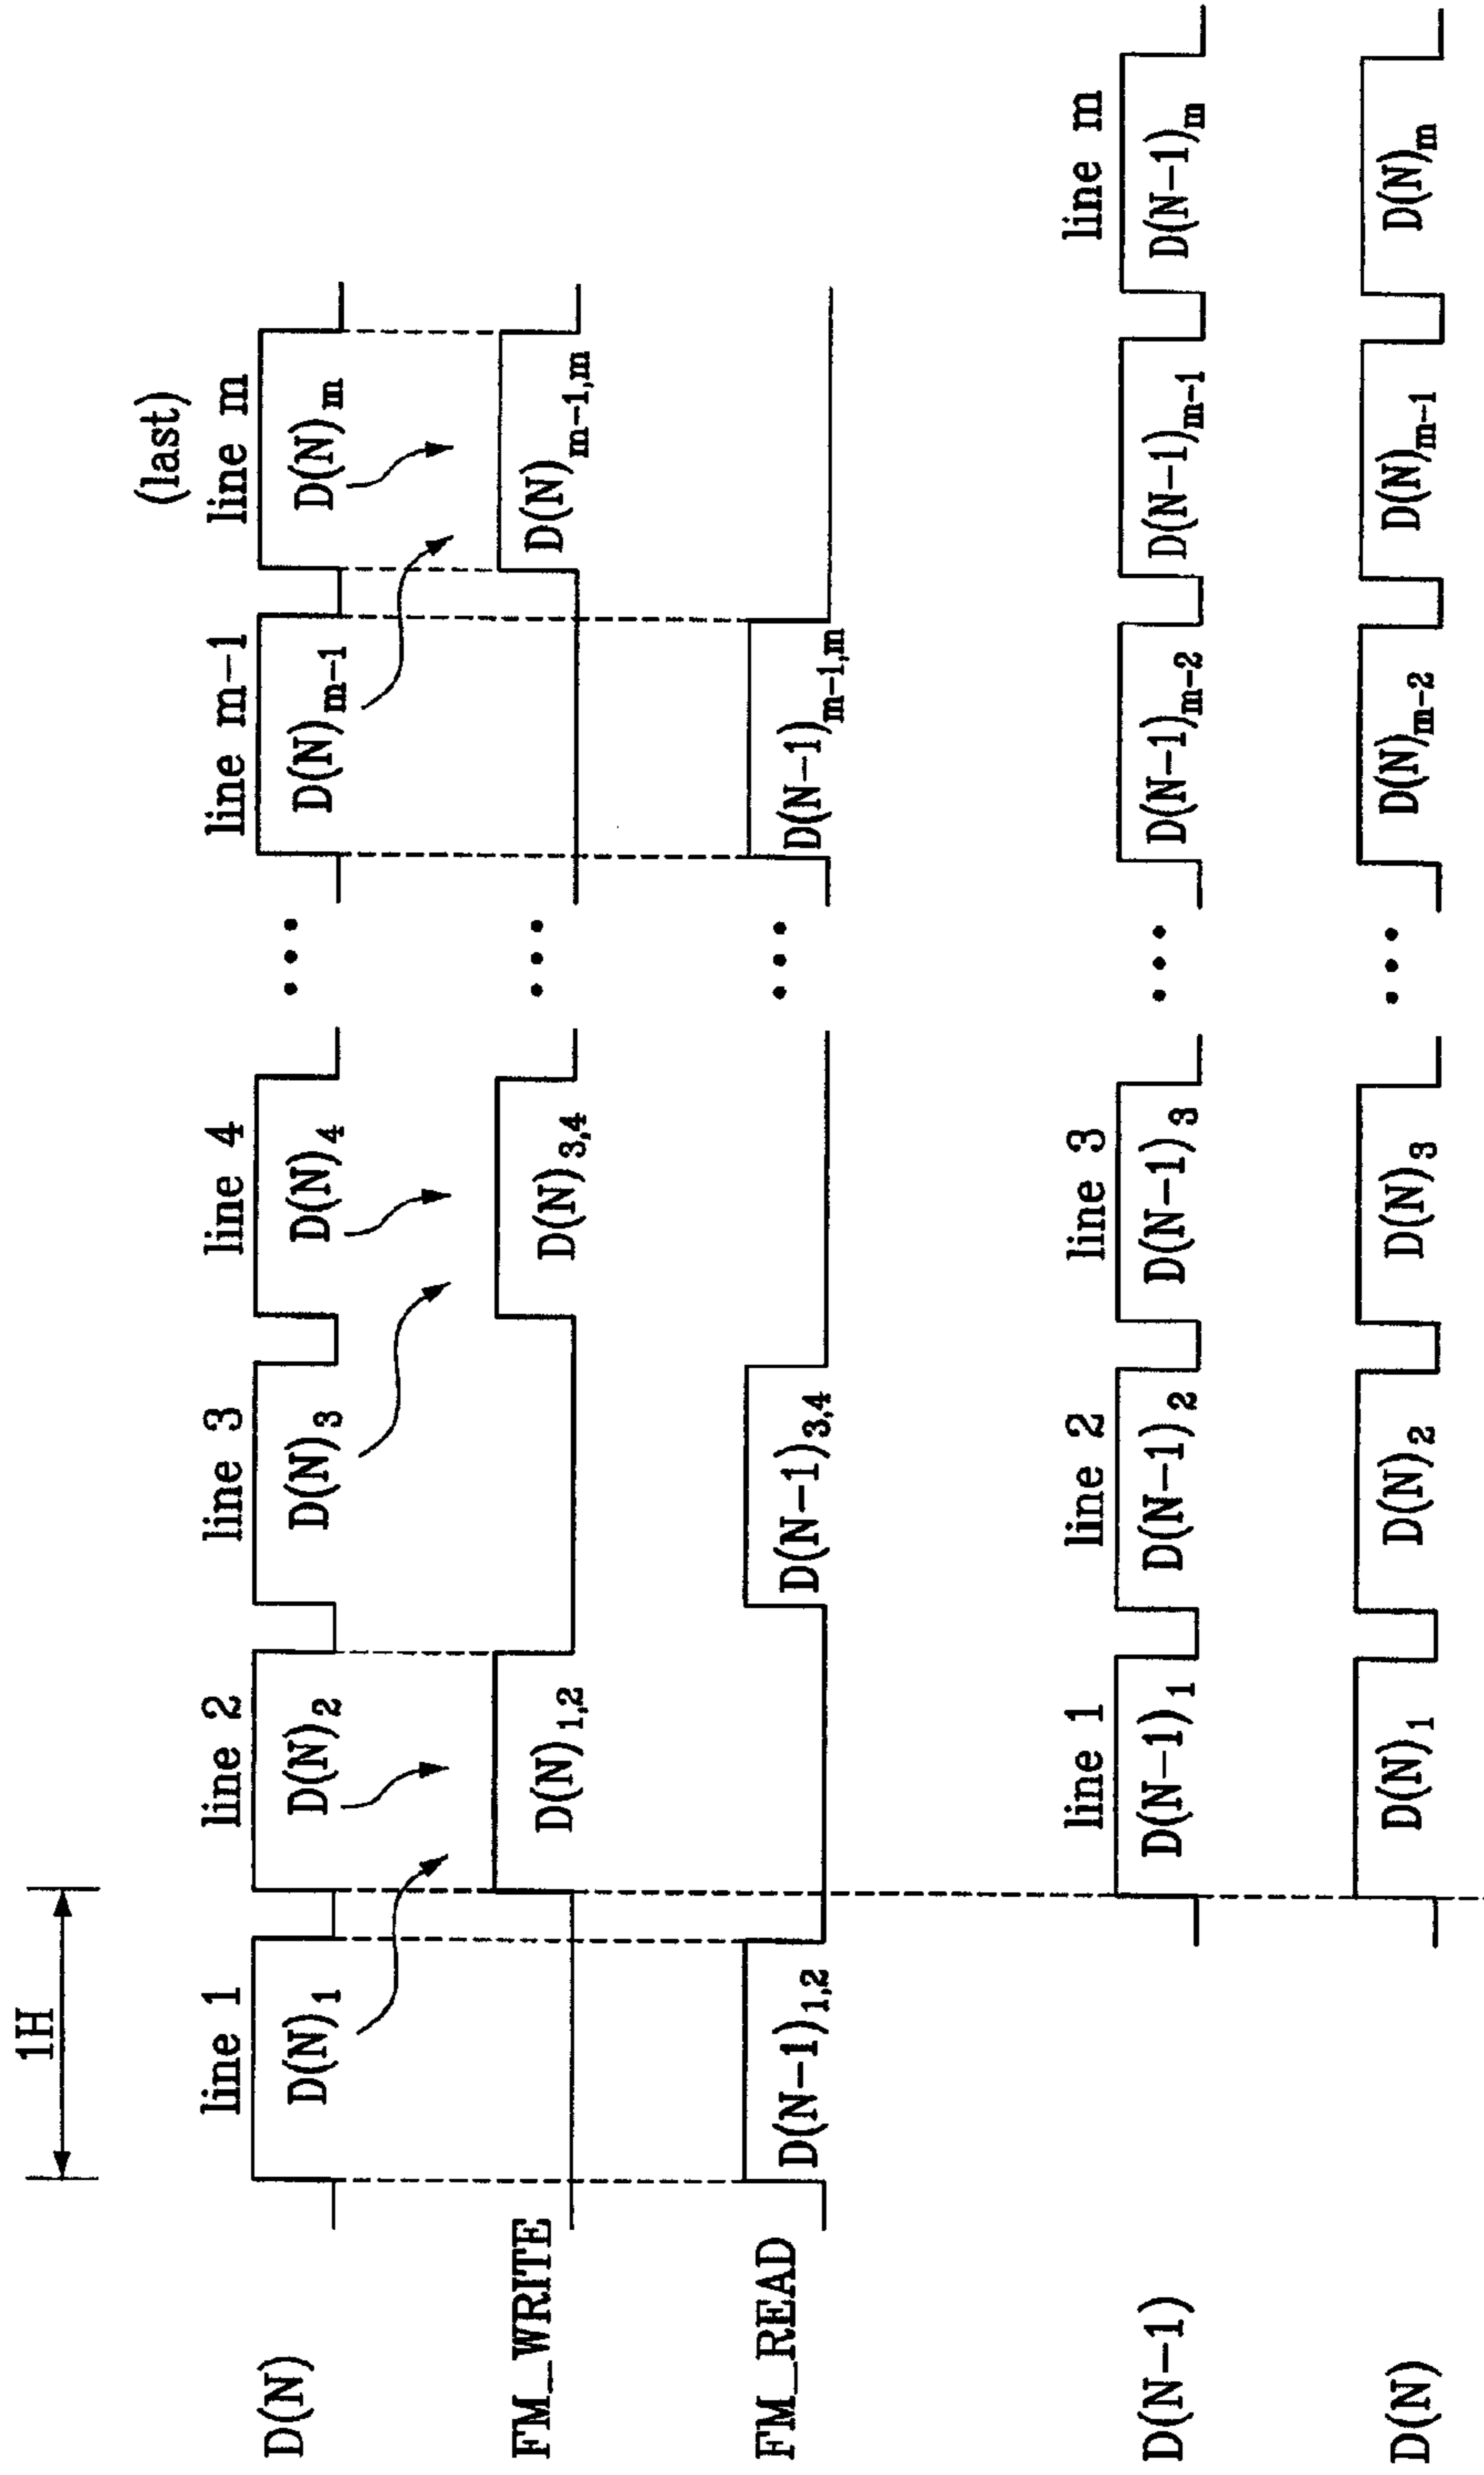 1H
(last)
line 1 line 2 line 3 line 4 line m-1 line m
D(N) D(N)1 D(N)2 D(N)3 D(N)4 ... D(N)m-1 D(N)m
FM_WRITE D(N)1,2 D(N)3,4 ... D(N)m-1,m
FM_READ D(N-1)1,2 D(N-1)3,4 ... D(N-1)m-1,m
line 1 line 2 line 3 line m
D(N-1) D(N-1)1 D(N-1)2 D(N-1)3 ... D(N-1)m-2 D(N-1)m-1 D(N-1)m
D(N) D(N)1 D(N)2 D(N)3 ... D(N)m-2 D(N)m-1 D(N)m